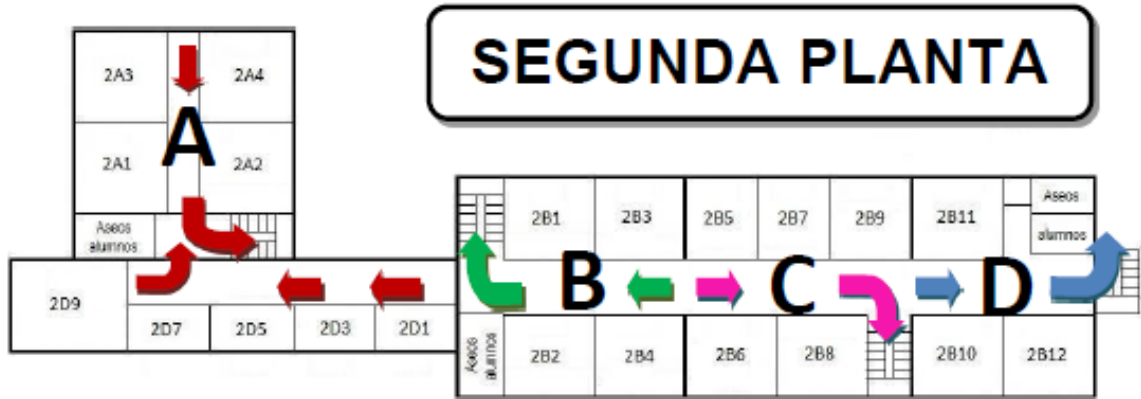 SEGUNDA PLANTA
2A3
2A4
A
2A1
2A2
Aseos
alumnos
2D9
2D7
2D5
2D3
2D1
2B1
2B3
2B5
2B7
2B9
2B11
Aseos
alumnos
B
C
D
Aseos
alumnos
2B2
2B4
2B6
2B8
2B10
2B12